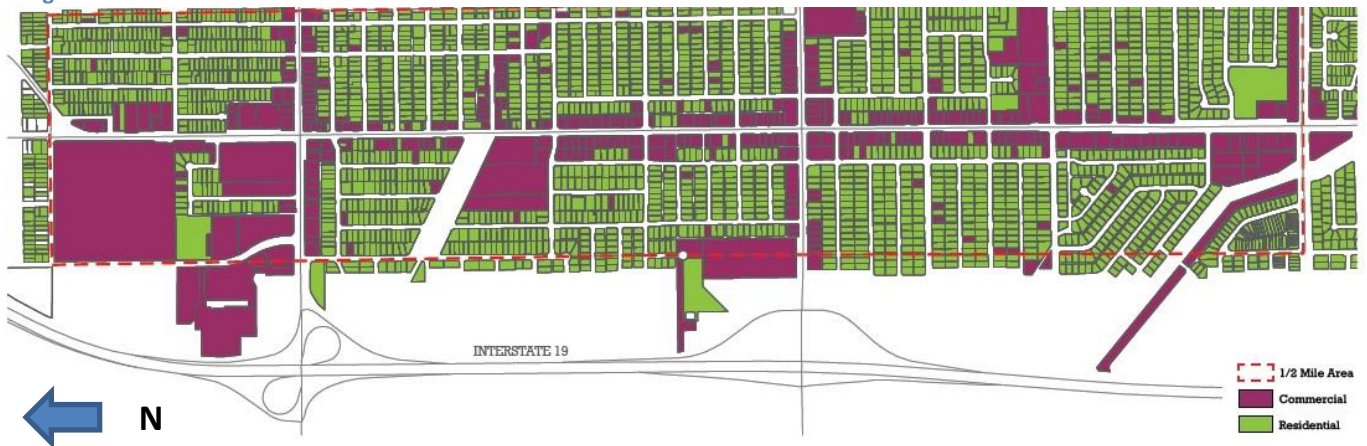 INTERSTATE 19
1/2 Mile Area
Commercial
Residential
N